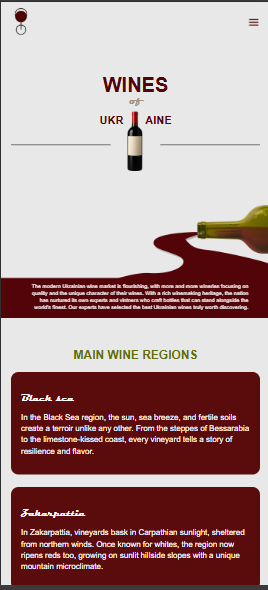 WINES
of
UKR AINE
The modern Ukrainian wine market is flourishing, with more and more wineries focusing on
quality and the unique character of their wines. With a rich winemaking heritage, the nation
has nurtured its own experts and vintners who craft bottles that can stand alongside the
world's finest. Our experts have selected the best Ukrainian wines truly worth discovering.
MAIN WINE REGIONS
Black sea
In the Black Sea region, the sun, sea breeze, and fertile soils
create a terroir unlike any other. From the steppes of Bessarabia
to the limestone-kissed coast, every vineyard tells a story of
resilience and flavor.
Zakarpattia
In Zakarpattia, vineyards bask in Carpathian sunlight, sheltered
from northern winds. Once known for whites, the region now
ripens reds too, growing on sunlit hillside slopes with a unique
mountain microclimate.